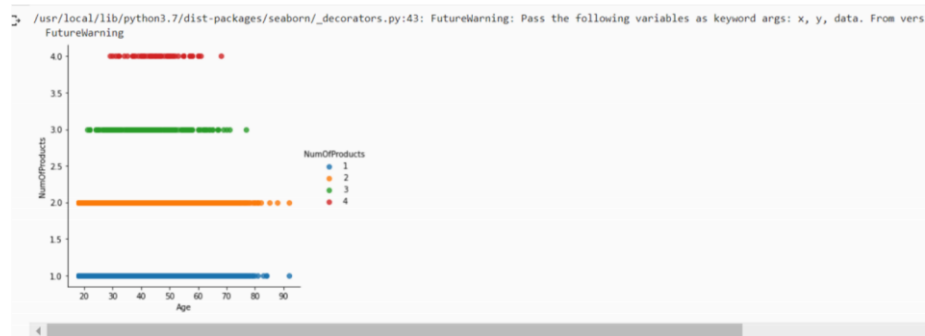 /usr/local/lib/python3.7/dist-packages/seaborn/_decorators.py:43: FutureWarning: Pass the following variables as keyword args: x, y, data. From vers
FutureWarning
4.0
3.5
3.0
2.5
2.0
1.5
1.0
NumOfProducts
20 30 40 50 60 70 80 90
Age
NumOfProducts
1
2
3
4